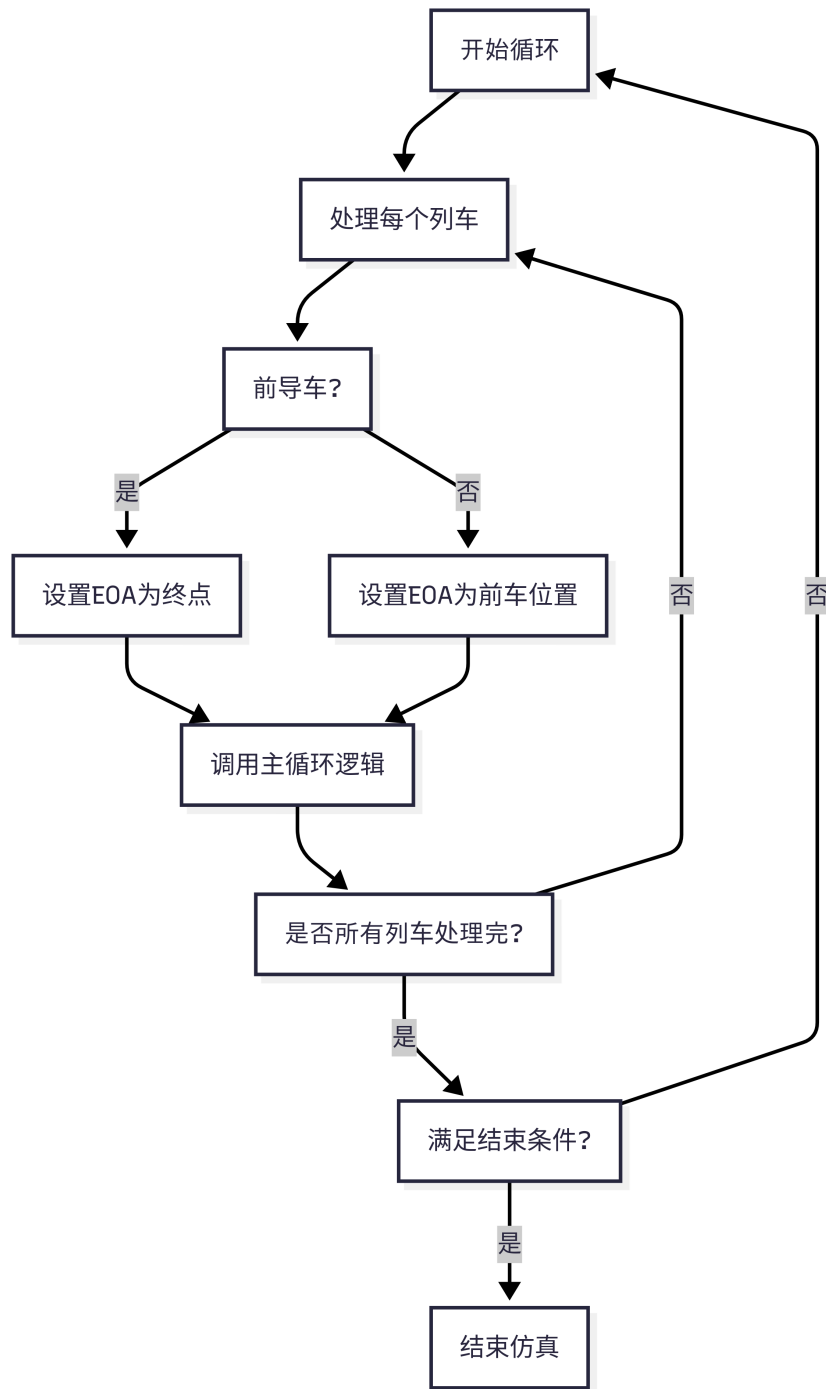 开始循环
处理每个列车
前导车?
是
否
设置EOA为终点
设置EOA为前车位置
否
否
调用主循环逻辑
是否所有列车处理完?
是
满足结束条件?
是
结束仿真